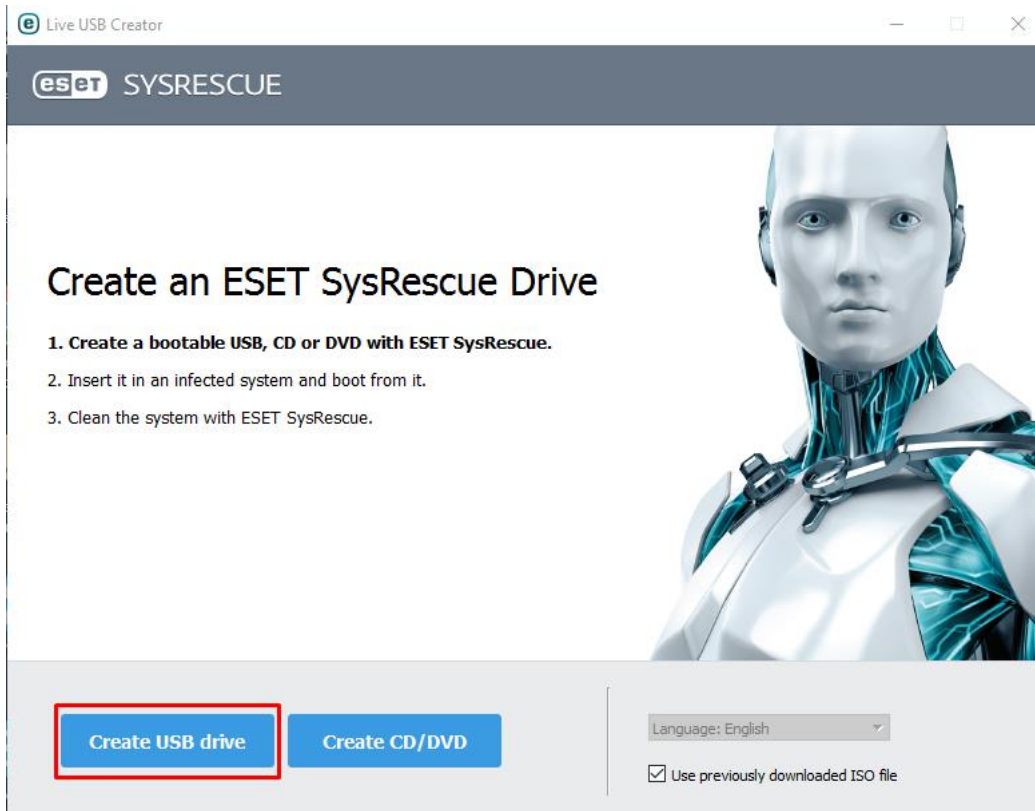 Live USB Creator
eset SYSRESCUE
Create an ESET SysRescue Drive
1. Create a bootable USB, CD or DVD with ESET SysRescue.
2. Insert it in an infected system and boot from it.
3. Clean the system with ESET SysRescue.
Create USB drive
Create CD/DVD
Language: English
Use previously downloaded ISO file